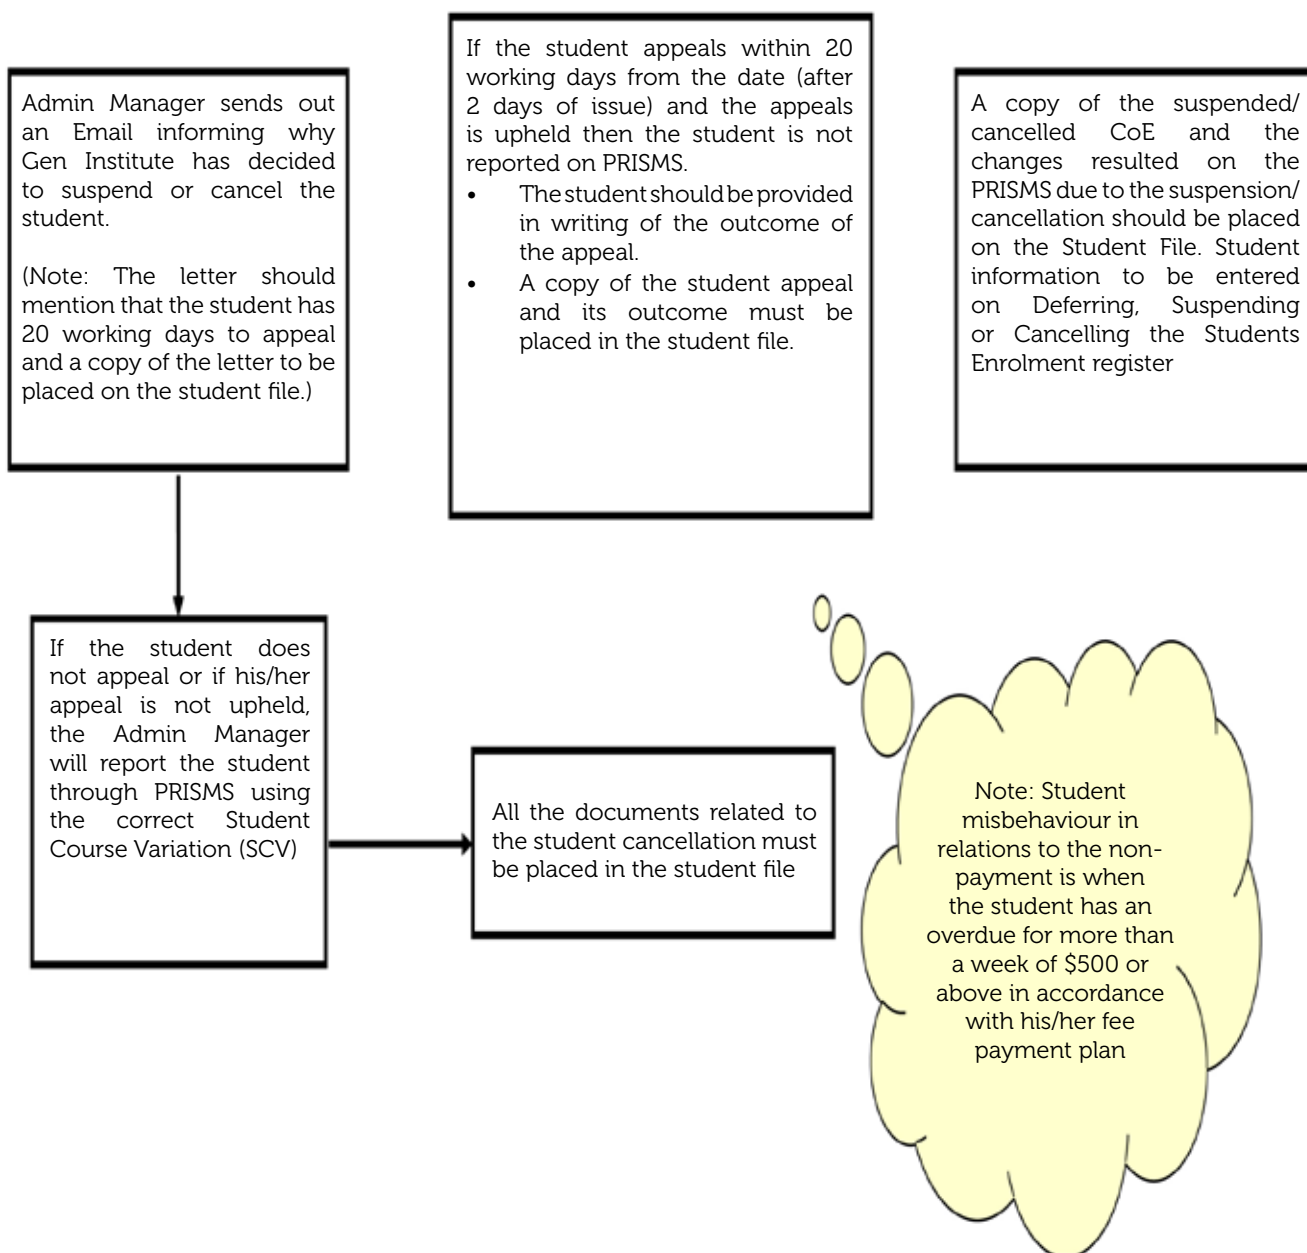 Admin Manager sends out
an Email informing why
Gen Institute has decided
to suspend or cancel the
student.
(Note: The letter should
mention that the student has
20 working days to appeal
and a copy of the letter to be
placed on the student file.)
If the student appeals within 20
working days from the date (after
2 days of issue) and the appeals
is upheld then the student is not
reported on PRISMS.
• The student should be provided
in writing of the outcome of
the appeal.
• A copy of the student appeal
and its outcome must be
placed in the student file.
A copy of the suspended/
cancelled CoE and the
changes resulted on the
PRISMS due to the suspension/
cancellation should be placed
on the Student File. Student
information to be entered
on Deferring, Suspending
or Cancelling the Students
Enrolment register
If the student does
not appeal or if his/her
appeal is not upheld,
the Admin Manager
will report the student
through PRISMS using
the correct Student
Course Variation (SCV)
All the documents related to
the student cancellation must
be placed in the student file
Note: Student
misbehaviour in
relations to the non-
payment is when
the student has an
overdue for more than
a week of $500 or
above in accordance
with his/her fee
payment plan